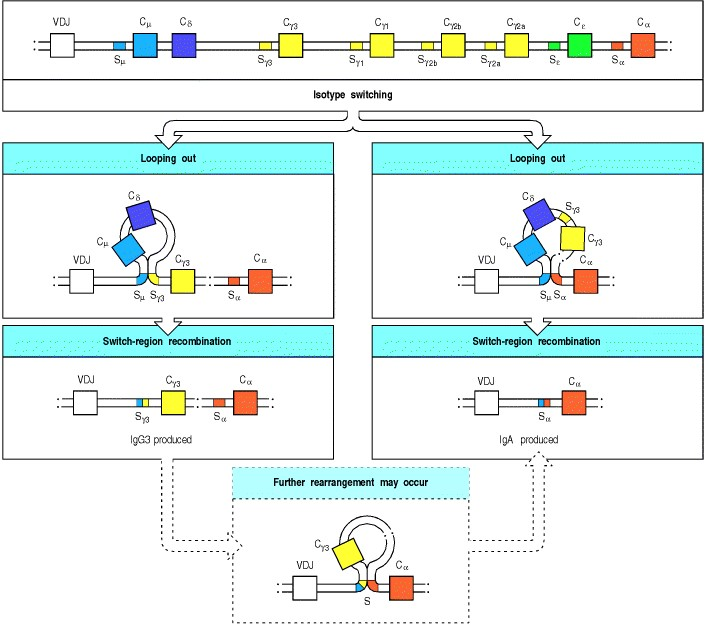 VDJ Cμ Cδ Cγ3 Cγ1 Cγ2b Cγ2a Cε Cα
Sμ Sγ3 Sγ1 Sγ2b Sγ2a Sε Sα
Isotype switching
Looping out
Cδ
Cμ
VDJ Cγ3 Cα
Sμ Sγ3 Sα
Looping out
Cδ Sγ3
Cμ Cγ3
VDJ Cα
Sμ Sα
Switch-region recombination
VDJ Cγ3 Cα
Sγ3 Sα
IgG3 produced
Switch-region recombination
VDJ Cα
Sα
IgA produced
Further rearrangement may occur
Cγ3
VDJ Cα
S